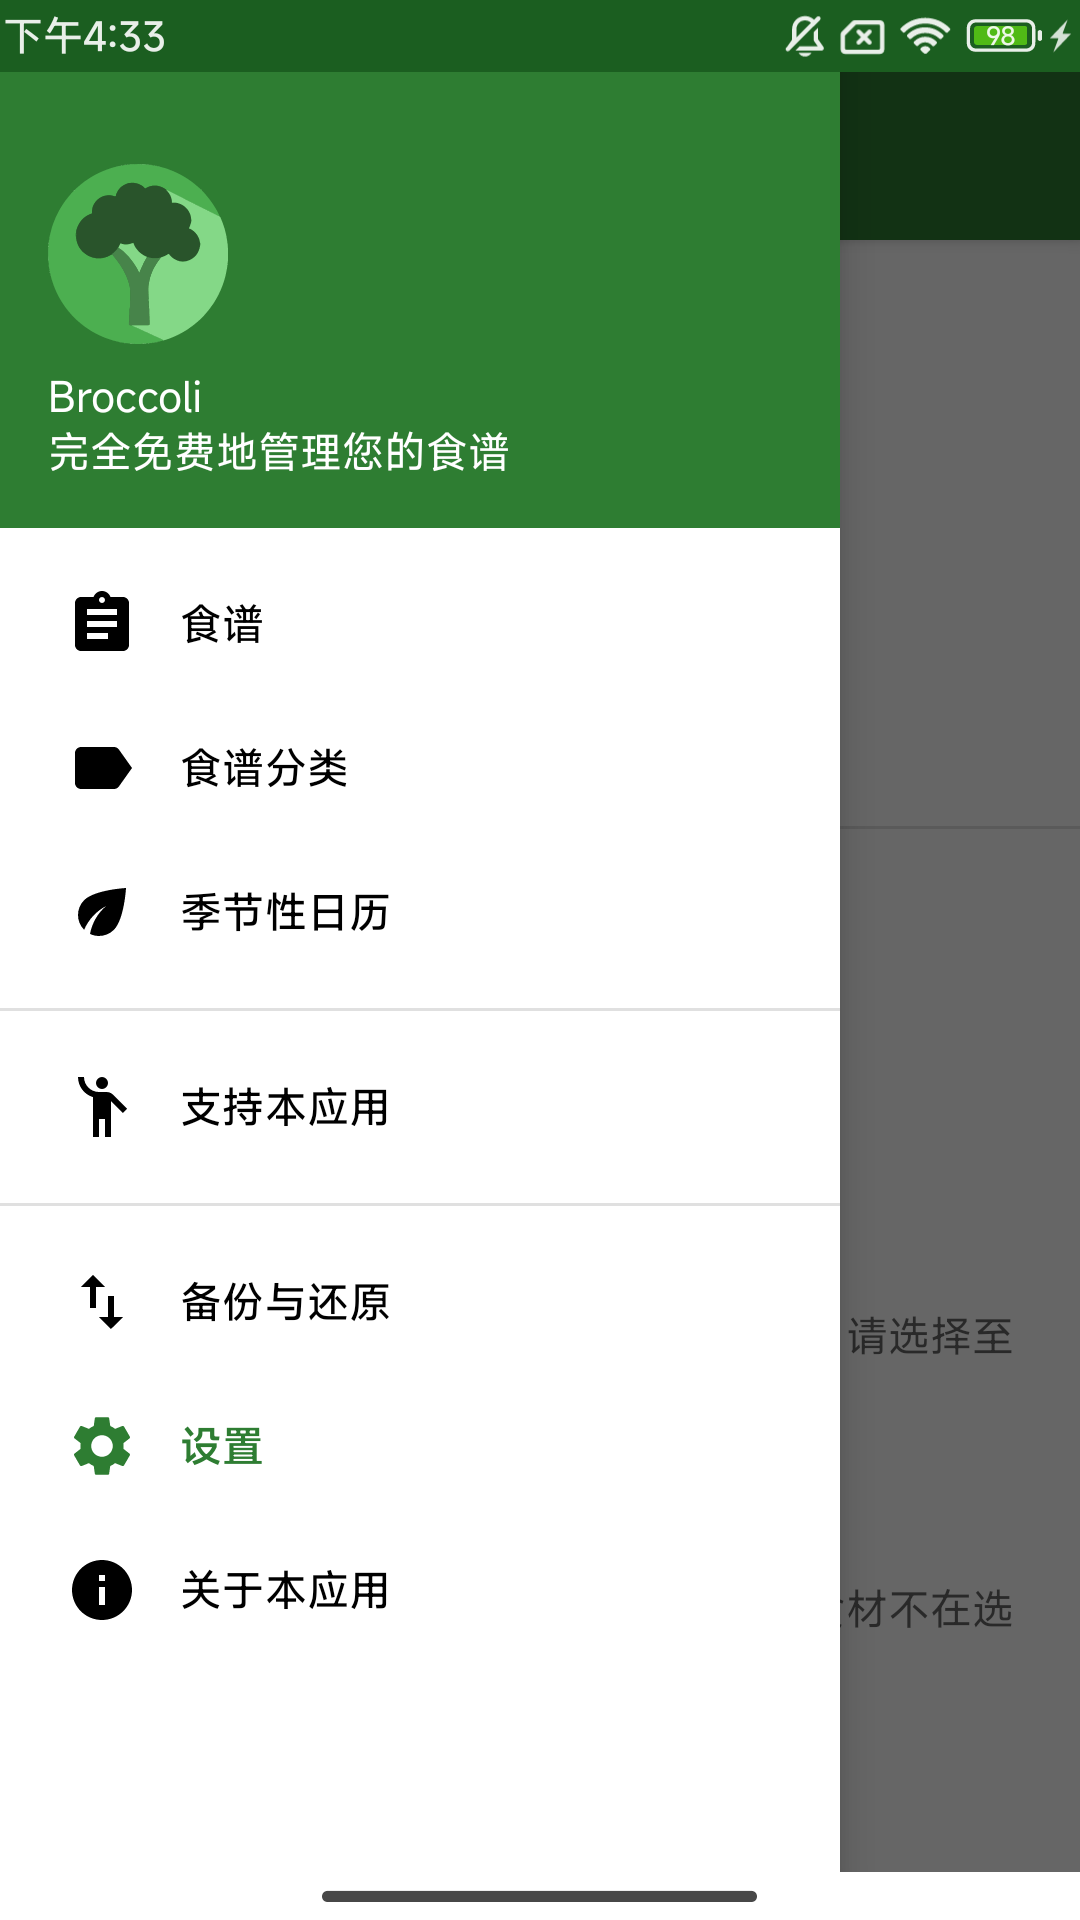 下午4:33
98
Broccoli
完全免费地管理您的食谱
食谱
食谱分类
季节性日历
支持本应用
备份与还原
请选择至
设置
关于本应用
材不在选